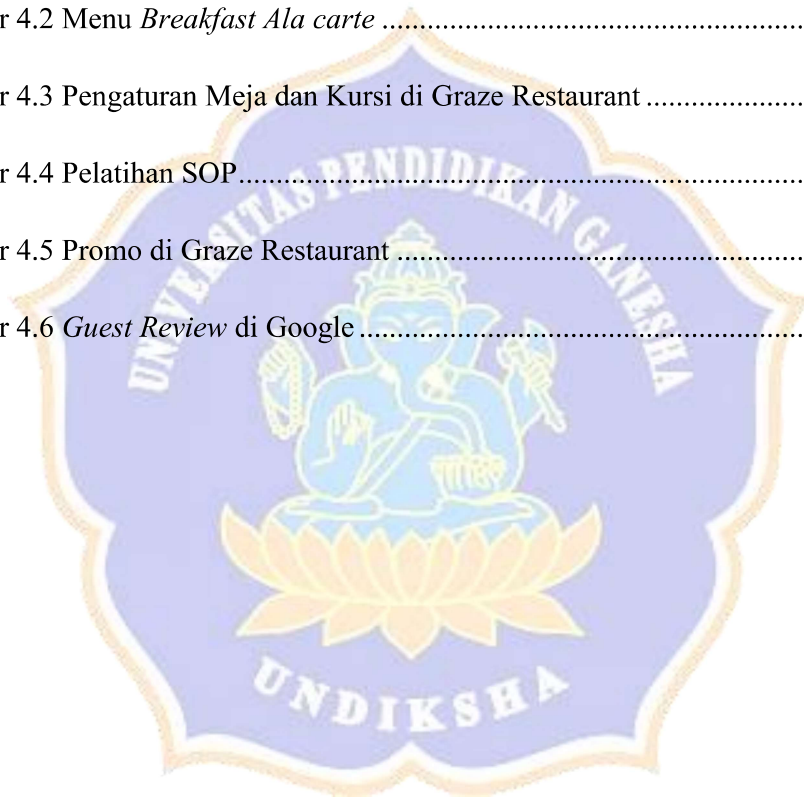 r 4.2 Menu Breakfast Ala carte ........................................................
r 4.3 Pengaturan Meja dan Kursi di Graze Restaurant .....................
r 4.4 Pelatihan SOP...........................................................................
r 4.5 Promo di Graze Restaurant ......................................................
r 4.6 Guest Review di Google ...........................................................
UNIVERSITAS PENDIDIKAN GANESHA
UNDIKSHA